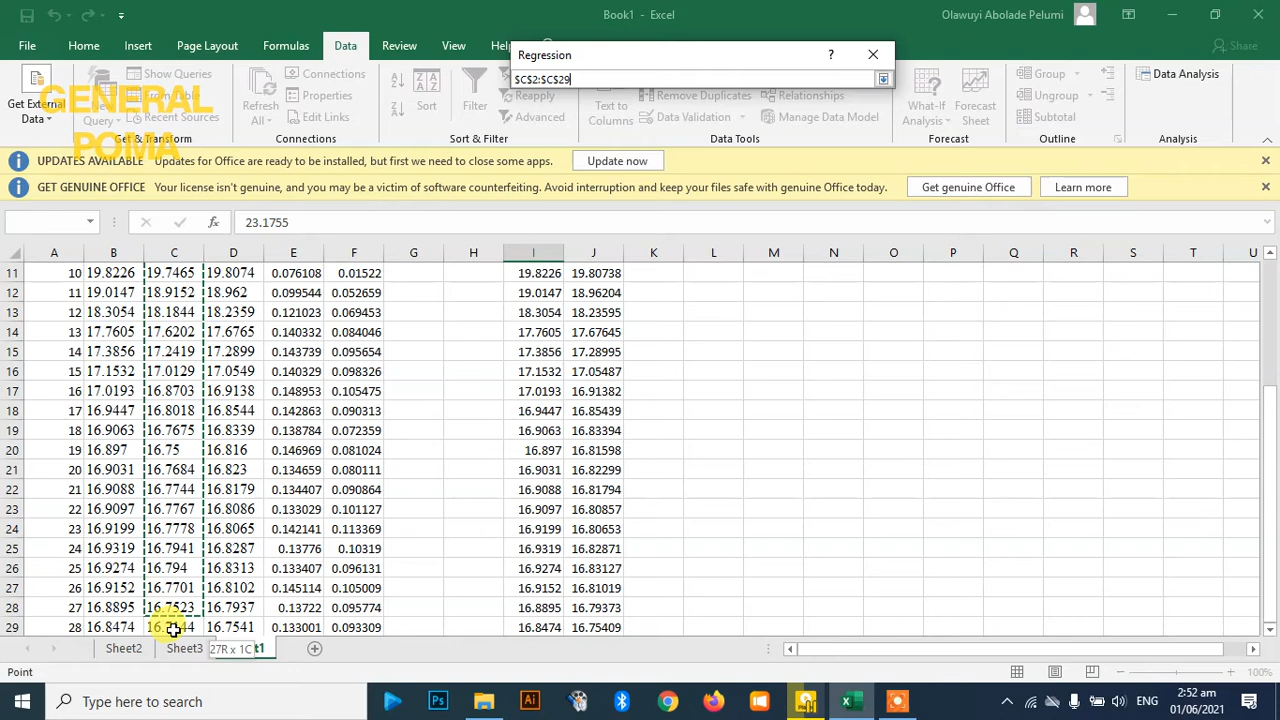 Book1 - Excel
Olawuyi Abolade Pelumi
File Home Insert Page Layout Formulas Data Review View Help
Share
Regression
?
$C$2:$C$29
Get External Data
Show Queries
From Table
Recent Sources
Get & Transform
Refresh All
Connections
Properties
Edit Links
Connections
Sort
Filter
Reapply
Advanced
Sort & Filter
Text to Columns
Remove Duplicates
Data Validation
Relationships
Manage Data Model
Data Tools
What-If Analysis
Forecast Sheet
Forecast
Group
Ungroup
Subtotal
Outline
Data Analysis
Analysis
GENERAL
POMA
UPDATES AVAILABLE Updates for Office are ready to be installed, but first we need to close some apps. Update now
GET GENUINE OFFICE Your license isn't genuine, and you may be a victim of software counterfeiting. Avoid interruption and keep your files safe with genuine Office today. Get genuine Office Learn more
fx 23.1755
A B C D E F G H I J K L M N O P Q R S T U
11 10 19.8226 19.7465 19.8074 0.076108 0.01522 19.8226 19.80738
12 11 19.0147 18.9152 18.962 0.099544 0.052659 19.0147 18.96204
13 12 18.3054 18.1844 18.2359 0.121023 0.069453 18.3054 18.23595
14 13 17.7605 17.6202 17.6765 0.140332 0.084046 17.7605 17.67645
15 14 17.3856 17.2419 17.2899 0.143739 0.095654 17.3856 17.28995
16 15 17.1532 17.0129 17.0549 0.140329 0.098326 17.1532 17.05487
17 16 17.0193 16.8703 16.9138 0.148953 0.105475 17.0193 16.91382
18 17 16.9447 16.8018 16.8544 0.142863 0.090313 16.9447 16.85439
19 18 16.9063 16.7675 16.8339 0.138784 0.072359 16.9063 16.83394
20 19 16.897 16.75 16.816 0.146969 0.081024 16.897 16.81598
21 20 16.9031 16.7684 16.823 0.134659 0.080111 16.9031 16.82299
22 21 16.9088 16.7744 16.8179 0.134407 0.090864 16.9088 16.81794
23 22 16.9097 16.7767 16.8086 0.133029 0.101127 16.9097 16.80857
24 23 16.9199 16.7778 16.8065 0.142141 0.113369 16.9199 16.80653
25 24 16.9319 16.7941 16.8287 0.13776 0.10319 16.9319 16.82871
26 25 16.9274 16.794 16.8313 0.133407 0.096131 16.9274 16.83127
27 26 16.9152 16.7701 16.8102 0.145114 0.105009 16.9152 16.81019
28 27 16.8895 16.7523 16.7937 0.13722 0.095774 16.8895 16.79373
29 28 16.8474 16.7541 0.133001 0.093309 16.8474 16.75409
Sheet2 Sheet3
27R x 1C
Point
100%
Type here to search
Ps
Ai
ENG
2:52 am
01/06/2021